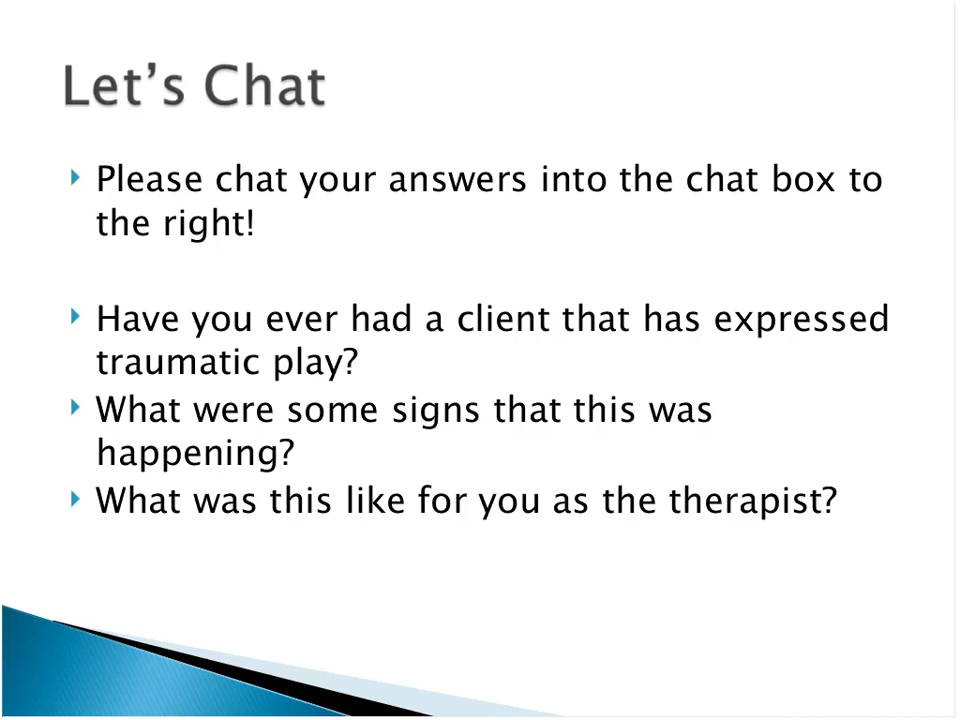 Let’s Chat
Please chat your answers into the chat box to
the right!
Have you ever had a client that has expressed
traumatic play?
What were some signs that this was
happening?
What was this like for you as the therapist?